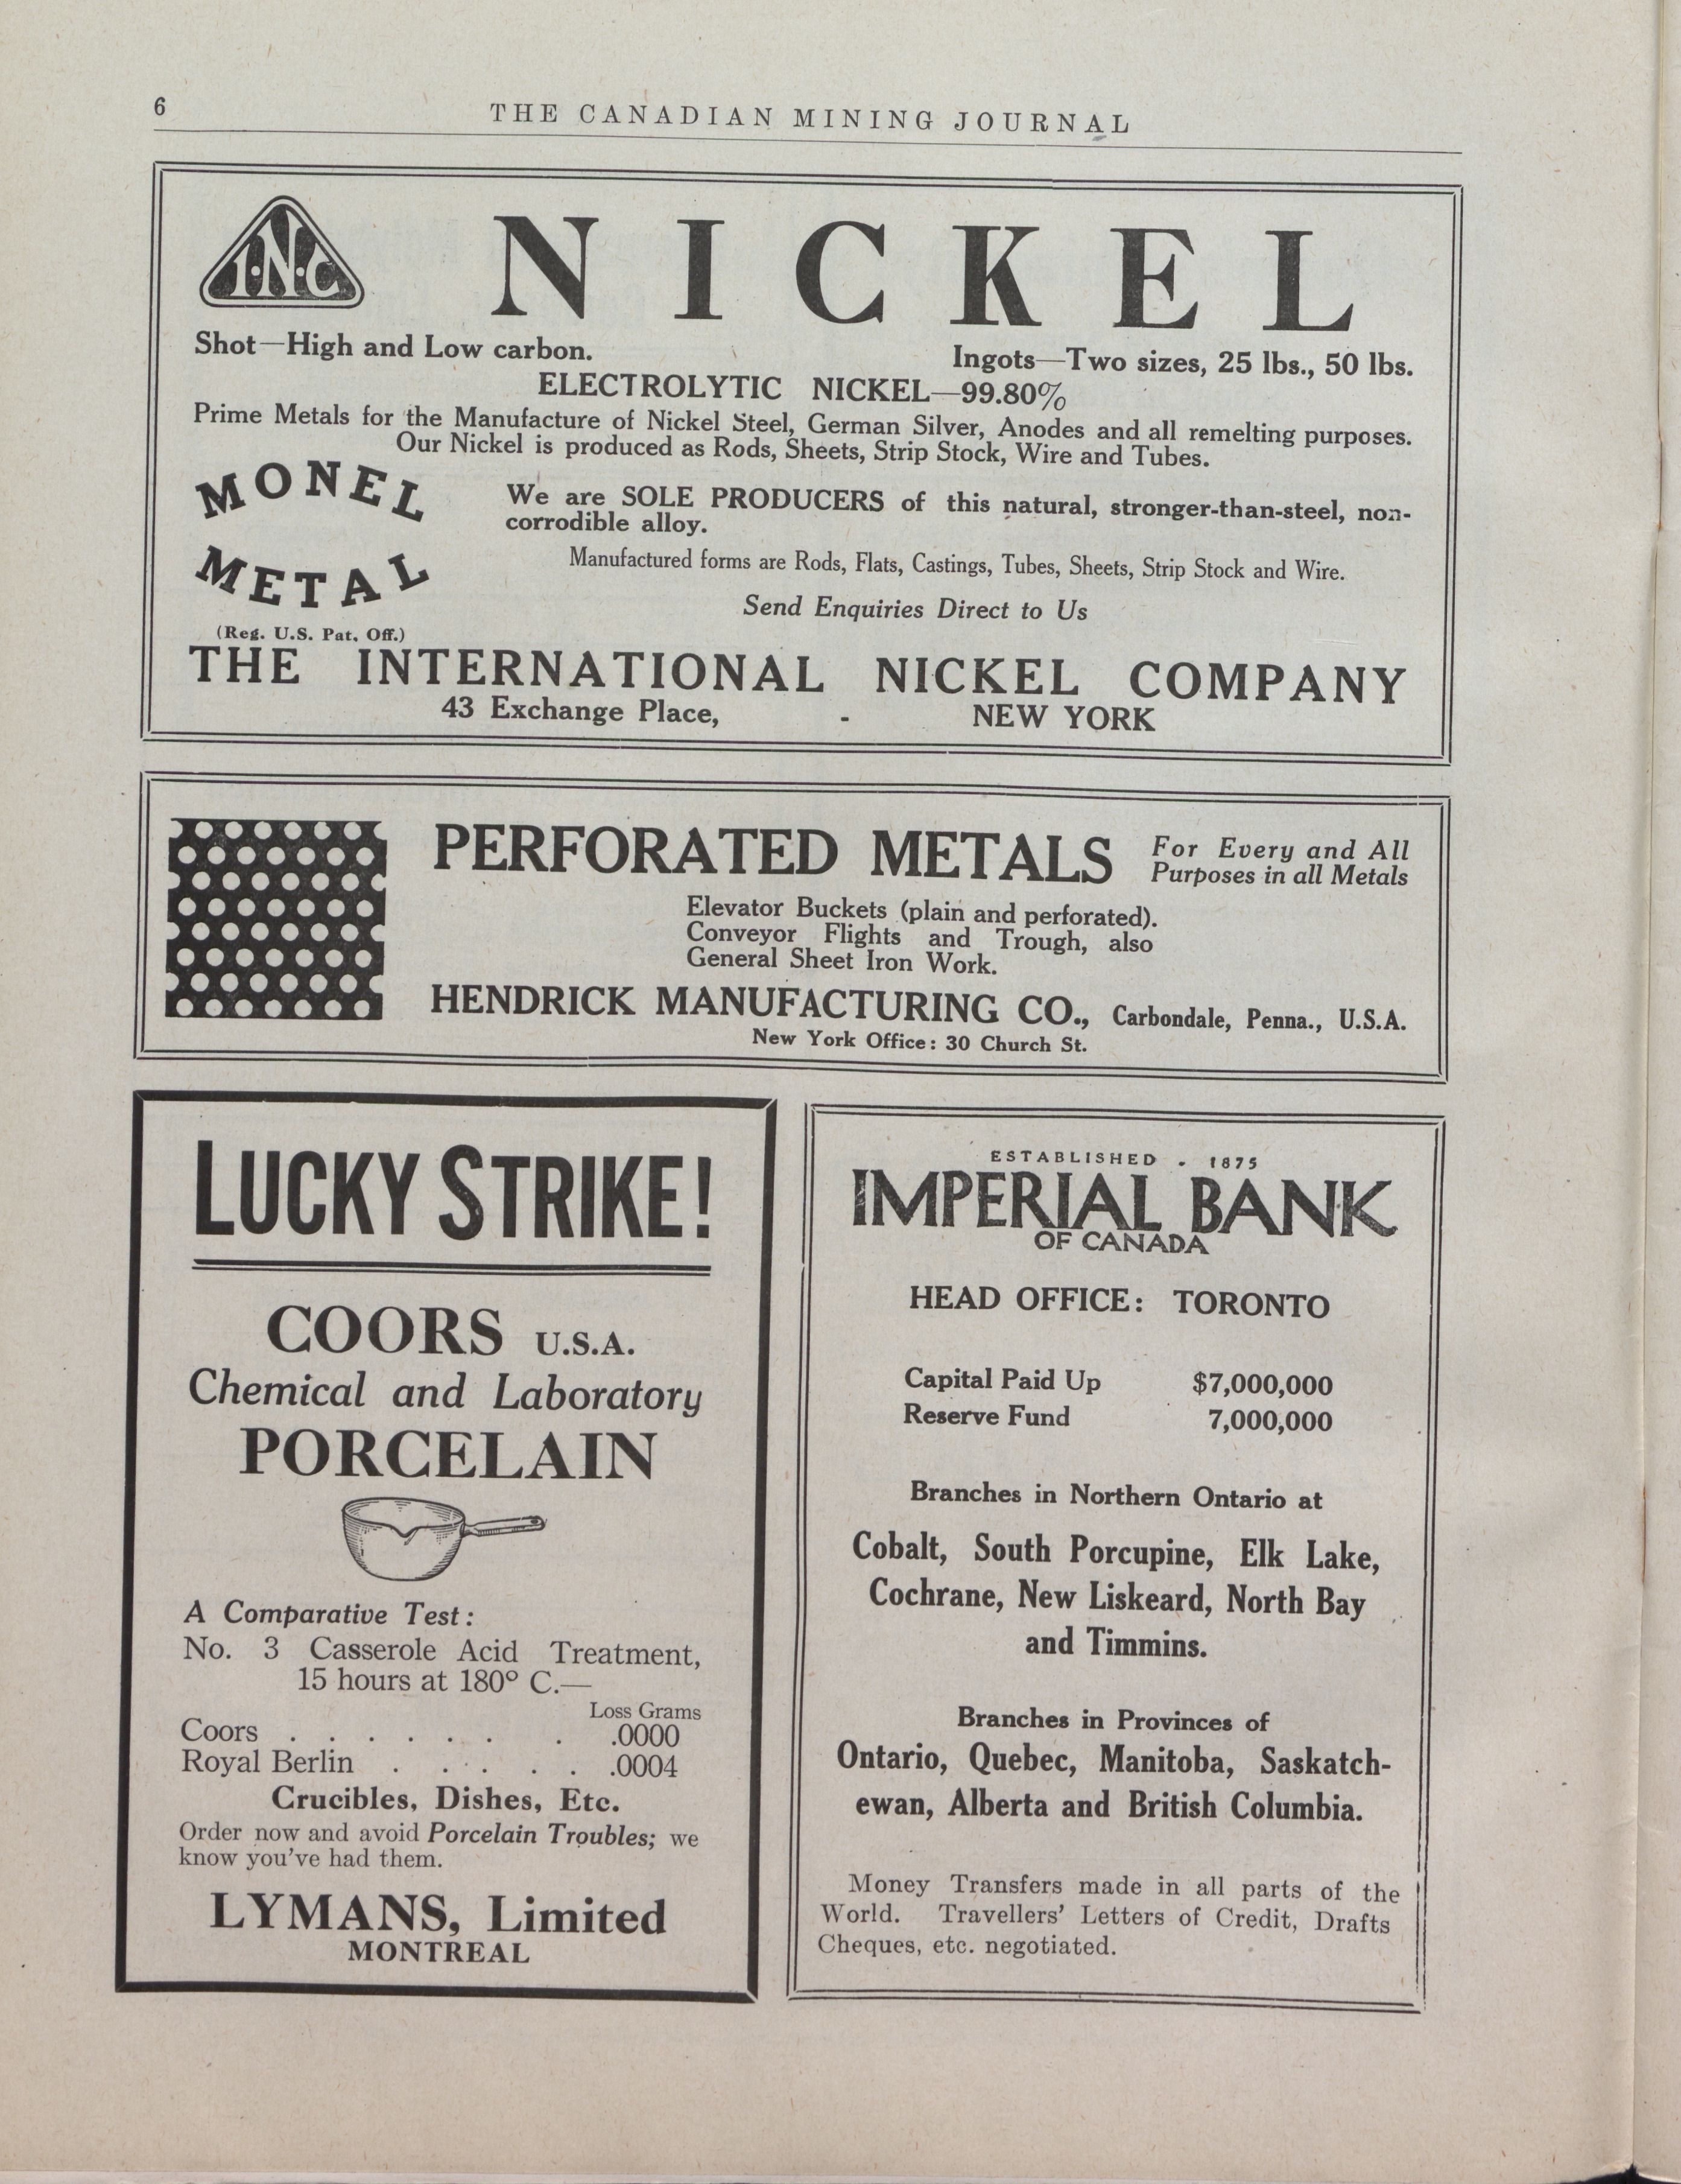 6
THE CANADIAN MINING JOURNAL
I·N·C
NICKEL
Shot—High and Low carbon.
Ingots—Two sizes, 25 lbs., 50 lbs.
ELECTROLYTIC NICKEL—99.80%
Prime Metals for the Manufacture of Nickel Steel, German Silver, Anodes and all remelting purposes.
Our Nickel is produced as Rods, Sheets, Strip Stock, Wire and Tubes.
MONEL
METAL
(Reg. U.S. Pat. Off.)
We are SOLE PRODUCERS of this natural, stronger-than-steel, non-
corrodible alloy.
Manufactured forms are Rods, Flats, Castings, Tubes, Sheets, Strip Stock and Wire.
Send Enquiries Direct to Us
THE INTERNATIONAL NICKEL COMPANY
43 Exchange Place, - NEW YORK
PERFORATED METALS
For Every and All
Purposes in all Metals
Elevator Buckets (plain and perforated).
Conveyor Flights and Trough, also
General Sheet Iron Work.
HENDRICK MANUFACTURING CO., Carbondale, Penna., U.S.A.
New York Office: 30 Church St.
LUCKY STRIKE!
COORS U.S.A.
Chemical and Laboratory
PORCELAIN
A Comparative Test:
No. 3 Casserole Acid Treatment,
15 hours at 180° C.—
Loss Grams
Coors . . . . . . . .0000
Royal Berlin . . . . . .0004
Crucibles, Dishes, Etc.
Order now and avoid Porcelain Troubles; we
know you've had them.
LYMANS, Limited
MONTREAL
ESTABLISHED - 1875
IMPERIAL BANK
OF CANADA
HEAD OFFICE: TORONTO
Capital Paid Up $7,000,000
Reserve Fund 7,000,000
Branches in Northern Ontario at
Cobalt, South Porcupine, Elk Lake,
Cochrane, New Liskeard, North Bay
and Timmins.
Branches in Provinces of
Ontario, Quebec, Manitoba, Saskatch-
ewan, Alberta and British Columbia.
Money Transfers made in all parts of the
World. Travellers' Letters of Credit, Drafts
Cheques, etc. negotiated.